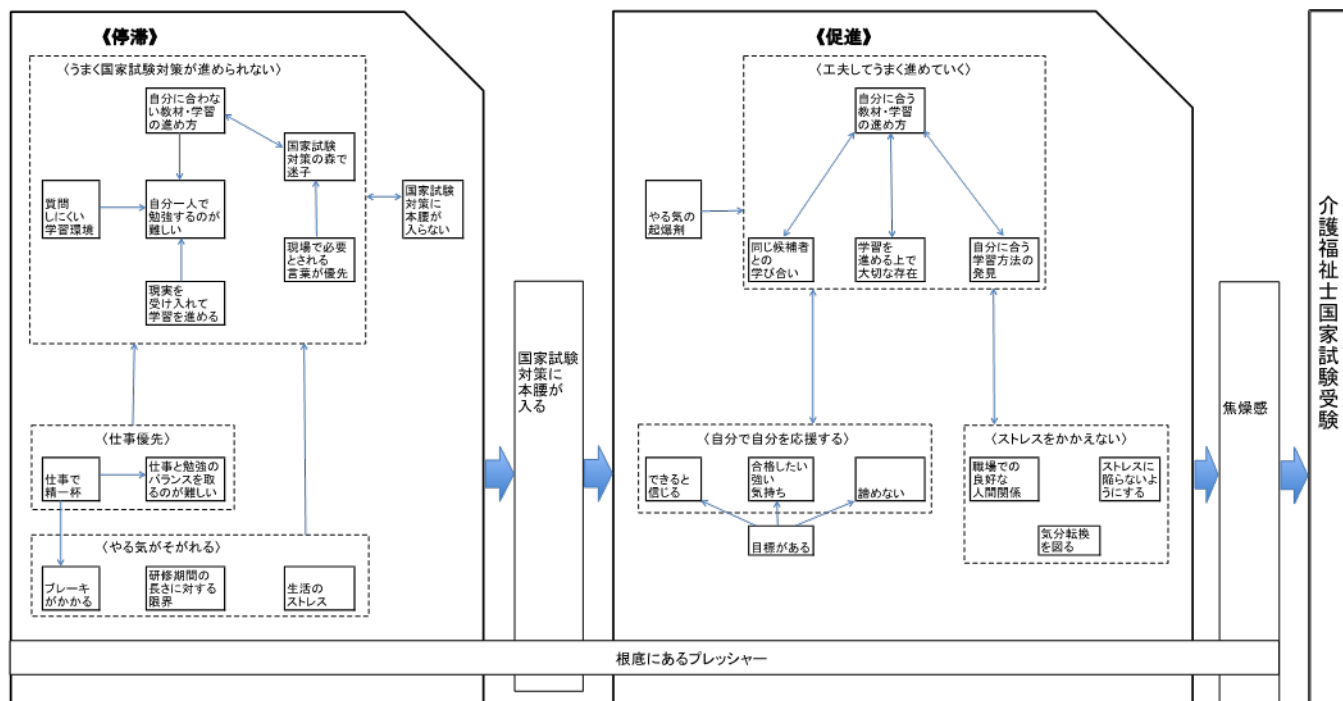 《停滞》
〈うまく国家試験対策が進められない〉
自分に合わな
い教材・学習
の進め方
国家試験
対策の森で
迷子
質問
しにくい
学習環境
自分一人で
勉強するのが
難しい
国家試験
対策に
本腰が
入らない
現場で必要
とされる
言葉が優先
現実を
受け入れて
学習を進める
〈仕事優先〉
仕事で
精一杯
仕事と勉強の
バランスを取
るのが難しい
〈やる気がそがれる〉
ブレーキ
がかかる
研修期間の
長さに対する
限界
生活の
ストレス
国家試験
対策に
本腰が
入る
《促進》
〈工夫してうまく進めていく〉
自分に合う
教材・学習
の進め方
やる気の
起爆剤
同じ候補者
との
学び合い
学習を
進める上で
大切な存在
自分に合う
学習方法の
発見
〈自分で自分を応援する〉
できると
信じる
合格したい
強い
気持ち
諦めない
目標がある
〈ストレスをかかえない〉
職場での
良好な
人間関係
ストレスに
陥らないよ
うにする
気分転換
を図る
焦燥感
介護福祉士国家試験受験
根底にあるプレッシャー